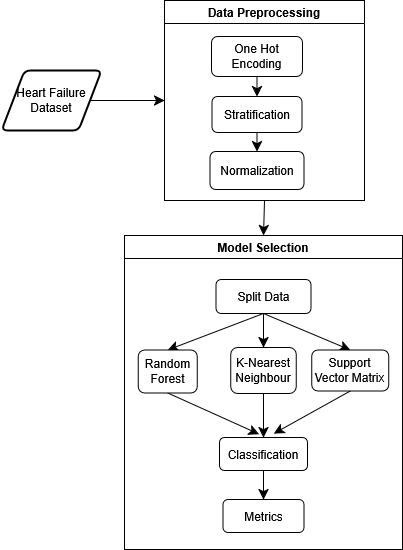 Data Preprocessing
One Hot
Encoding
Heart Failure
Dataset
Stratification
Normalization
Model Selection
Split Data
Random
Forest
K-Nearest
Neighbour
Support
Vector Matrix
Classification
Metrics